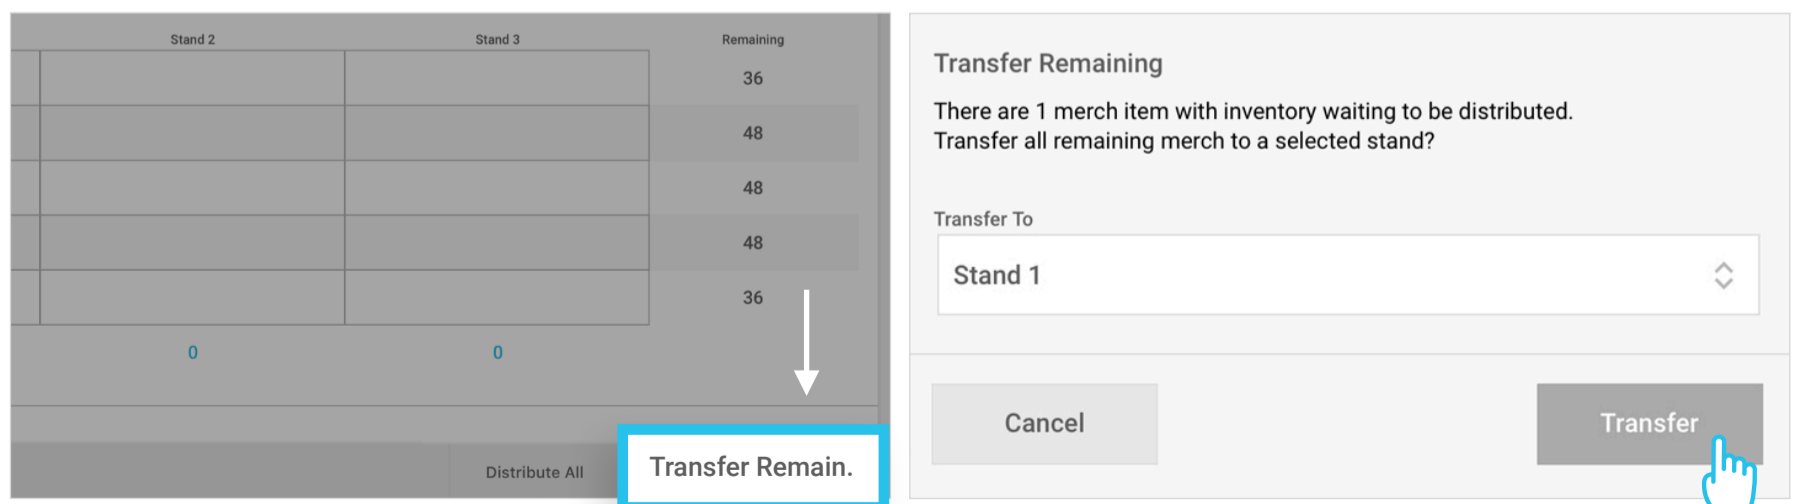 Stand 2 Stand 3 Remaining
36
48
48
48
36
0 0
Distribute All Transfer Remain.
Transfer Remaining
There are 1 merch item with inventory waiting to be distributed.
Transfer all remaining merch to a selected stand?
Transfer To
Stand 1
Cancel Transfer